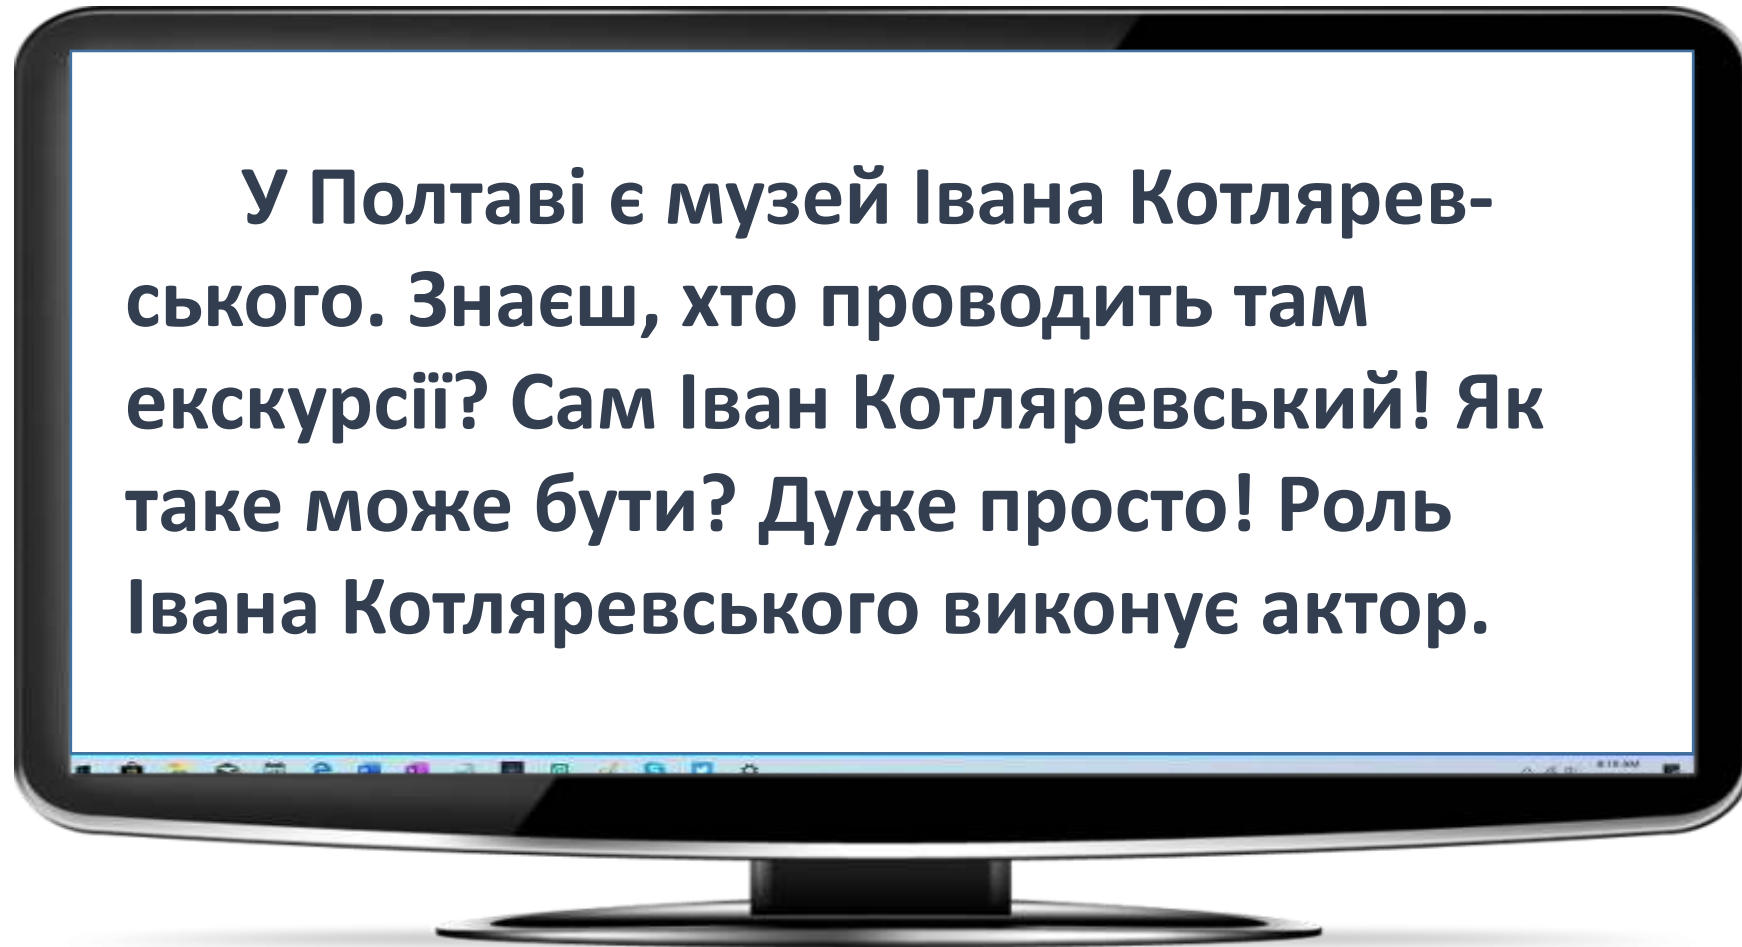 У Полтаві є музей Івана Котлярев-
ського. Знаєш, хто проводить там
екскурсії? Сам Іван Котляревський! Як
таке може бути? Дуже просто! Роль
Івана Котляревського виконує актор.